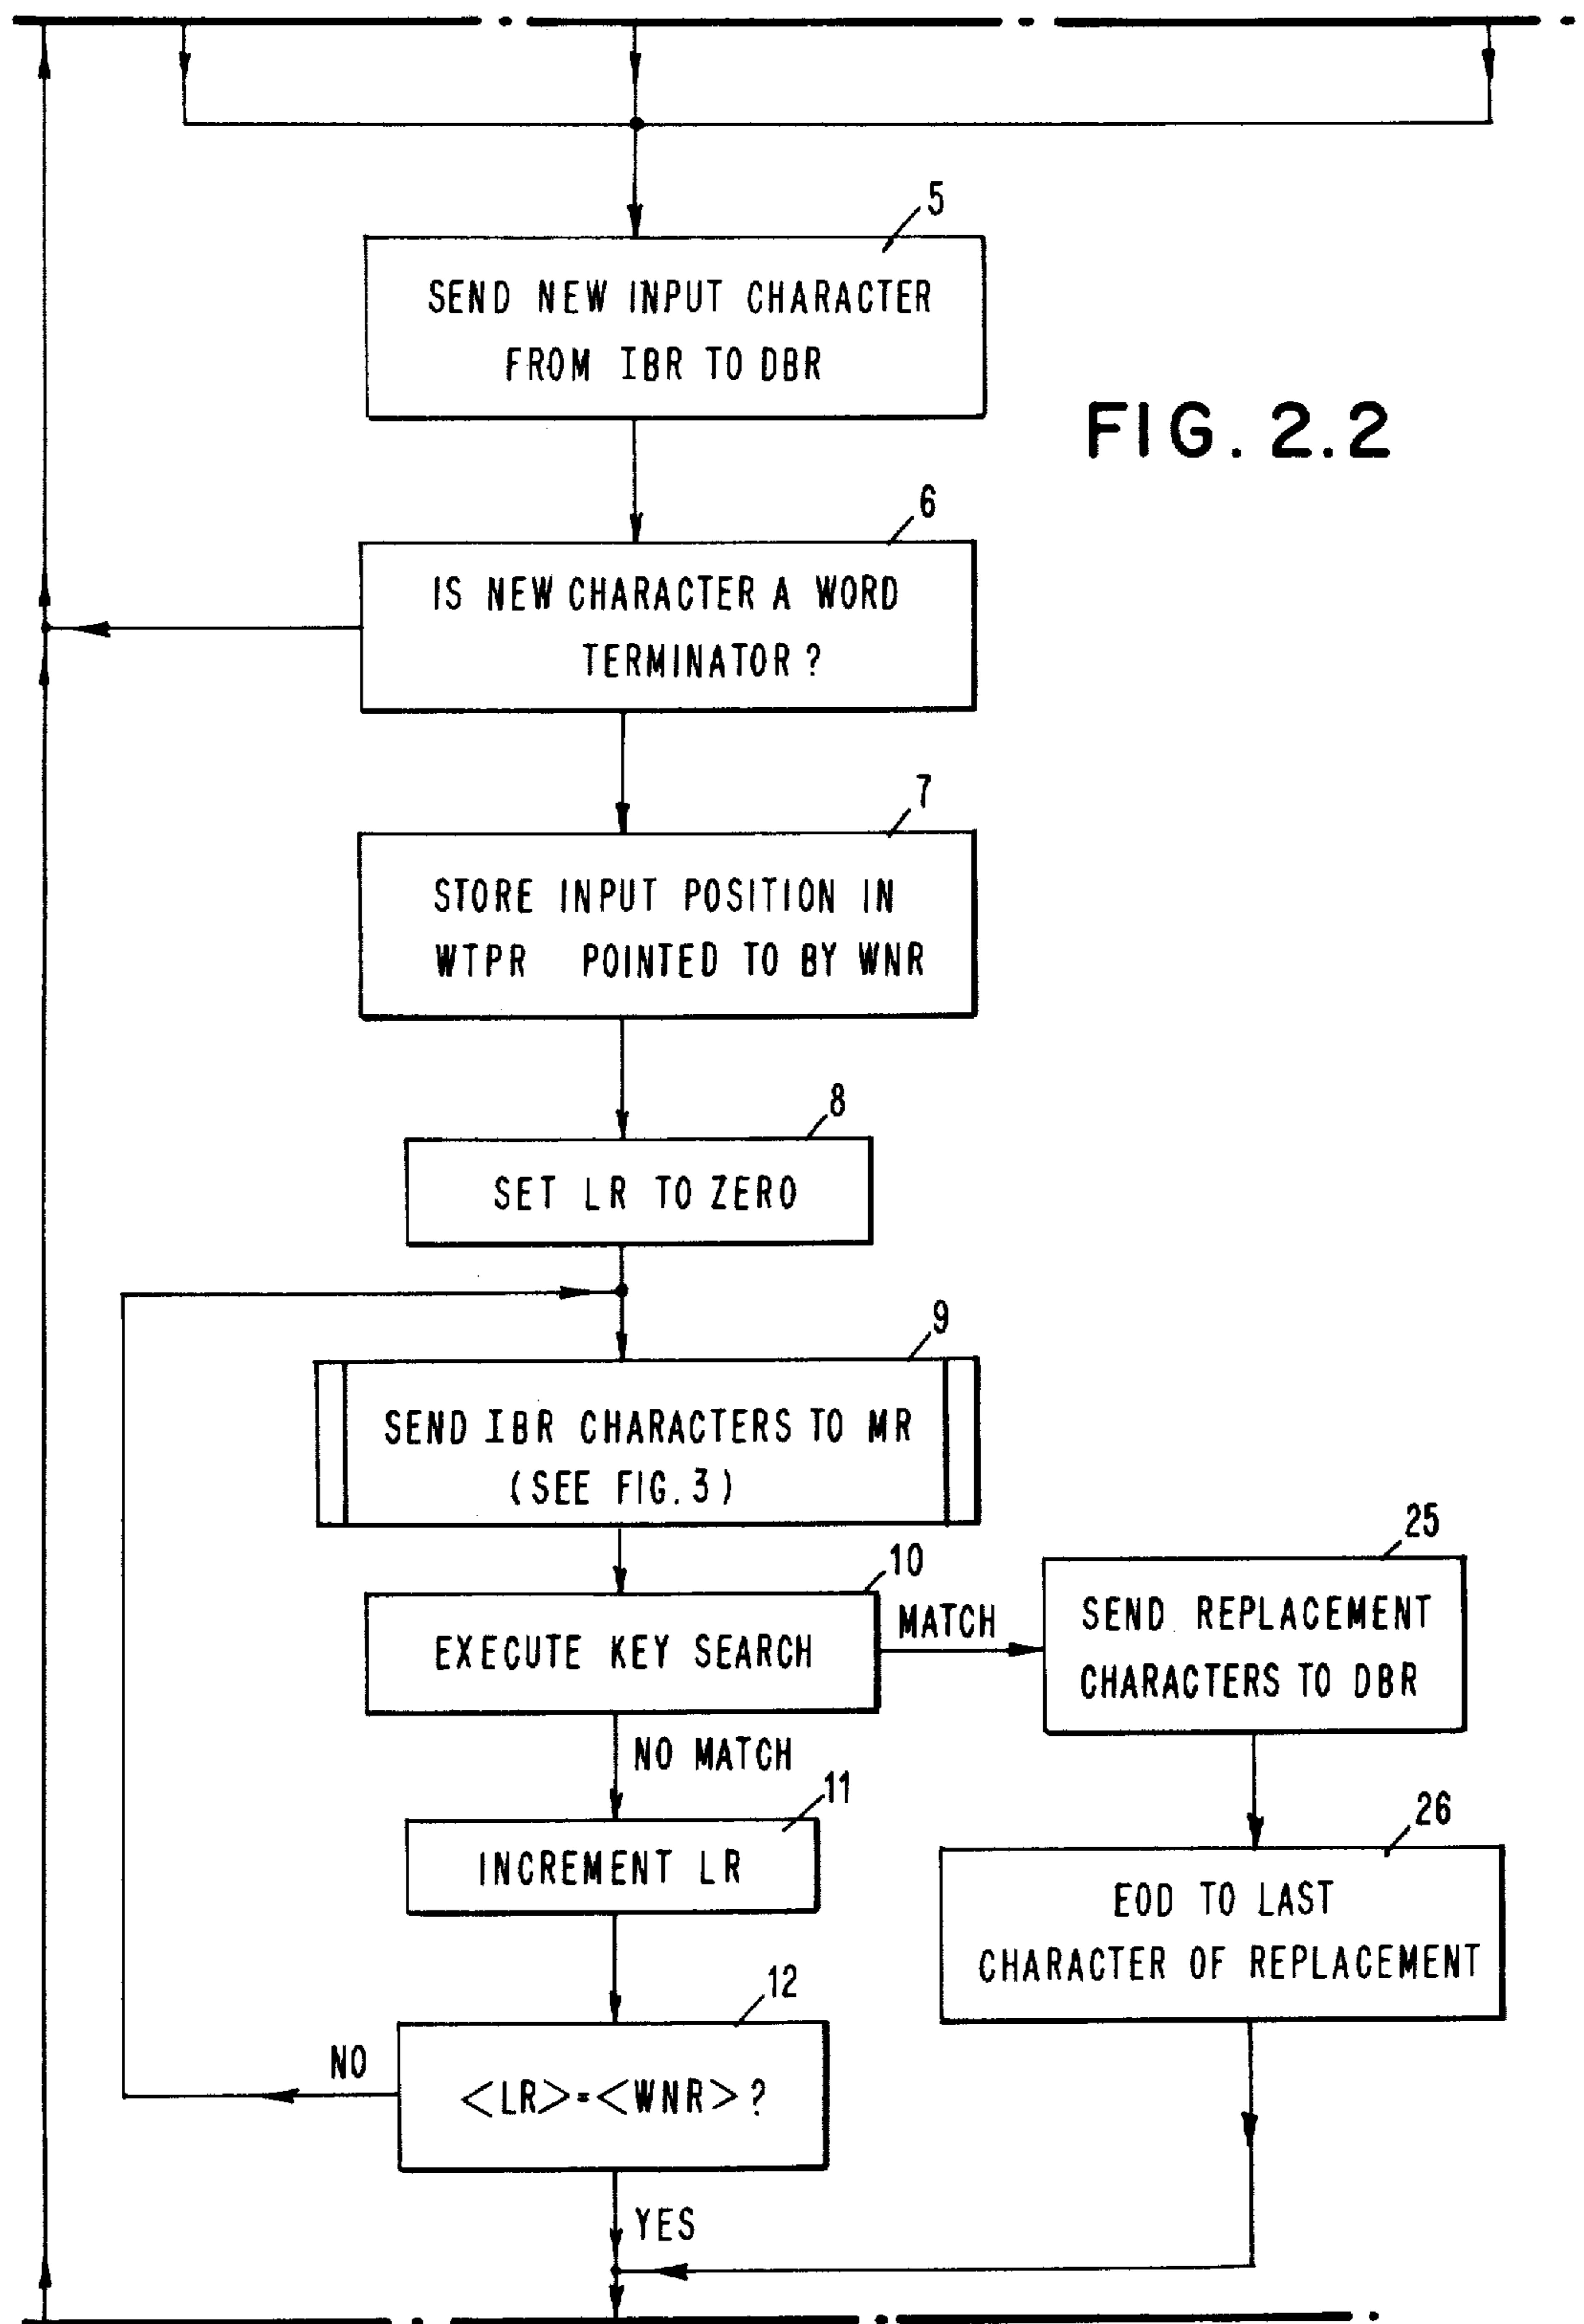 5
SEND NEW INPUT CHARACTER
FROM IBR TO DBR
FIG. 2.2
6
IS NEW CHARACTER A WORD
TERMINATOR?
7
STORE INPUT POSITION IN
WTPR POINTED TO BY WNR
8
SET LR TO ZERO
9
SEND IBR CHARACTERS TO MR
(SEE FIG. 3)
10
EXECUTE KEY SEARCH
MATCH
25
SEND REPLACEMENT
CHARACTERS TO DBR
NO MATCH
11
INCREMENT LR
26
EOD TO LAST
CHARACTER OF REPLACEMENT
12
<LR>=<WNR>?
NO
YES